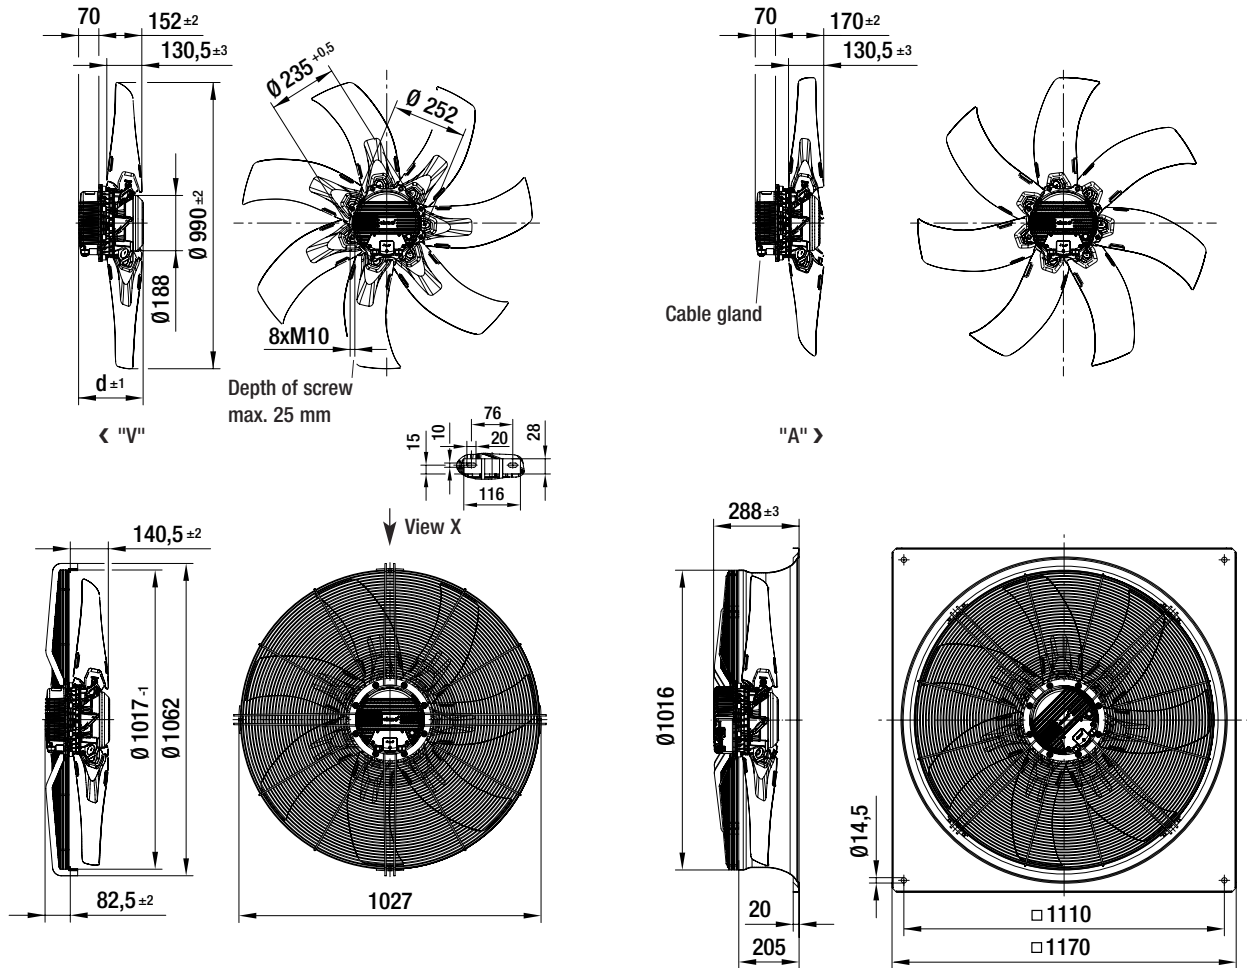 70
152 ±2
130,5 ±3
Ø 235 +0,5
Ø 252
Ø 990 ±2
Ø 188
8xM10
Depth of screw
max. 25 mm
d ±1
‹ "V"
70
170 ±2
130,5 ±3
Cable gland
"A" ›
76
15
10
20
28
116
View X
140,5 ±2
Ø 1017 -1
Ø 1062
82,5 ±2
1027
288 ±3
Ø 1016
Ø 14,5
20
205
□ 1110
□ 1170